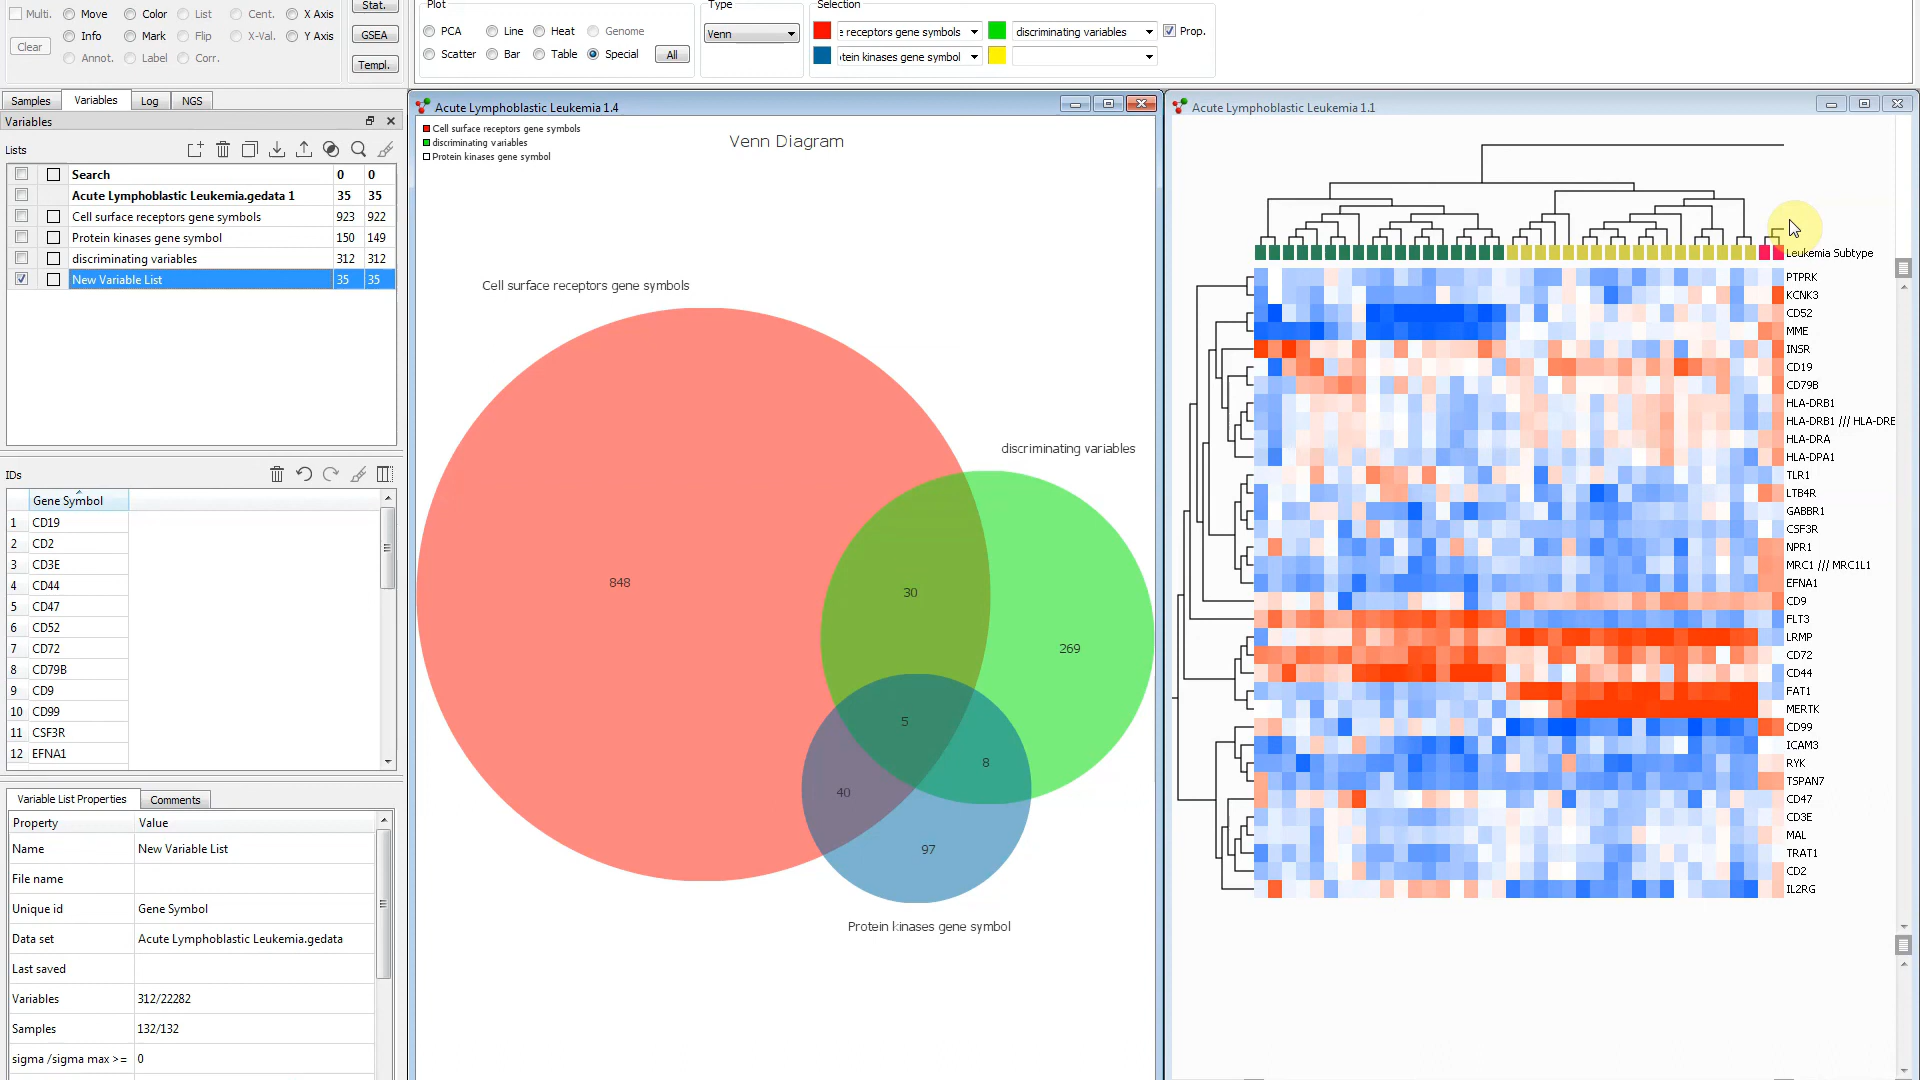 Multi. Move Color List Cent. X Axis
Info Mark Flip X-Val. Y Axis
Clear
Annot. Label Corr.
Stat.
GSEA
Templ.
Plot
PCA Line Heat Genome
Scatter Bar Table Special All
Type
Venn
Selection
e receptors gene symbols discriminating variables Prop.
tein kinases gene symbol
Samples Variables Log NGS
Variables
Lists
Search 0 0
Acute Lymphoblastic Leukemia.gedata 1 35 35
Cell surface receptors gene symbols 923 922
Protein kinases gene symbol 150 149
discriminating variables 312 312
New Variable List 35 35
IDs
Gene Symbol
1 CD19
2 CD2
3 CD3E
4 CD44
5 CD47
6 CD52
7 CD72
8 CD79B
9 CD9
10 CD99
11 CSF3R
12 EFNA1
Variable List Properties Comments
Property Value
Name New Variable List
File name
Unique id Gene Symbol
Data set Acute Lymphoblastic Leukemia.gedata
Last saved
Variables 312/22282
Samples 132/132
sigma /sigma max >= 0
Acute Lymphoblastic Leukemia 1.4
Cell surface receptors gene symbols
discriminating variables
Protein kinases gene symbol
Venn Diagram
Cell surface receptors gene symbols
discriminating variables
848
30
269
5
8
40
97
Protein kinases gene symbol
Acute Lymphoblastic Leukemia 1.1
Leukemia Subtype
PTPRK
KCNK3
CD52
MME
INSR
CD19
CD79B
HLA-DRB1
HLA-DRB1 /// HLA-DRE
HLA-DRA
HLA-DPA1
TLR1
LTB4R
GABBR1
CSF3R
NPR1
MRC1 /// MRC1L1
EFNA1
CD9
FLT3
LRMP
CD72
CD44
FAT1
MERTK
CD99
ICAM3
RYK
TSPAN7
CD47
CD3E
MAL
TRAT1
CD2
IL2RG